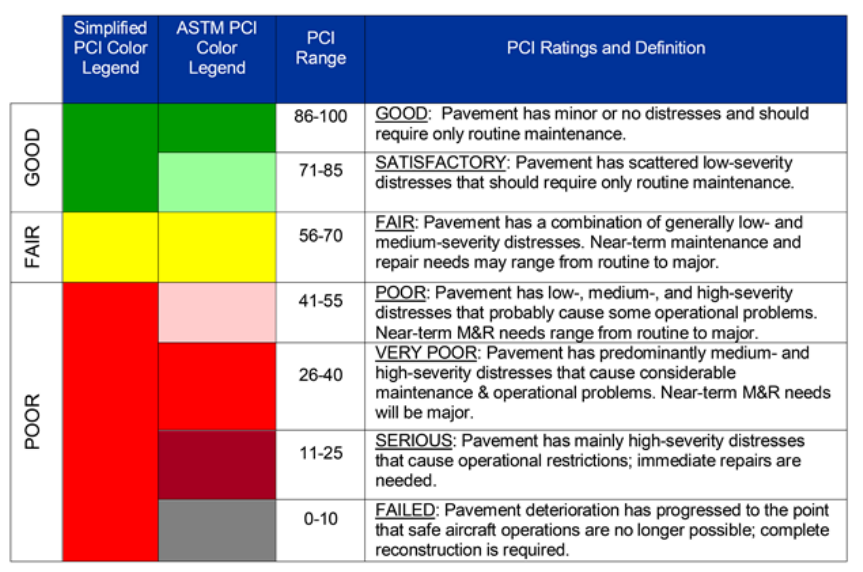 Simplified
PCI Color
Legend
ASTM PCI
Color
Legend
PCI
Range
PCI Ratings and Definition
GOOD
86-100
GOOD:  Pavement has minor or no distresses and should
require only routine maintenance.
71-85
SATISFACTORY: Pavement has scattered low-severity
distresses that should require only routine maintenance.
FAIR
56-70
FAIR: Pavement has a combination of generally low- and
medium-severity distresses. Near-term maintenance and
repair needs may range from routine to major.
POOR
41-55
POOR: Pavement has low-, medium-, and high-severity
distresses that probably cause some operational problems.
Near-term M&R needs range from routine to major.
26-40
VERY POOR: Pavement has predominantly medium- and
high-severity distresses that cause considerable
maintenance & operational problems. Near-term M&R needs
will be major.
11-25
SERIOUS: Pavement has mainly high-severity distresses
that cause operational restrictions; immediate repairs are
needed.
0-10
FAILED: Pavement deterioration has progressed to the point
that safe aircraft operations are no longer possible; complete
reconstruction is required.